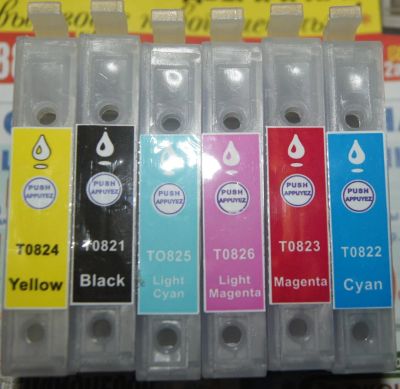 PUSH
APPUYEZ
T0824
Yellow
PUSH
APPUYEZ
T0821
Black
PUSH
APPUYEZ
TO825
Light
Cyan
PUSH
APPUYEZ
T0826
Light
Magenta
PUSH
APPUYEZ
T0823
Magenta
PUSH
APPUYEZ
T0822
Cyan